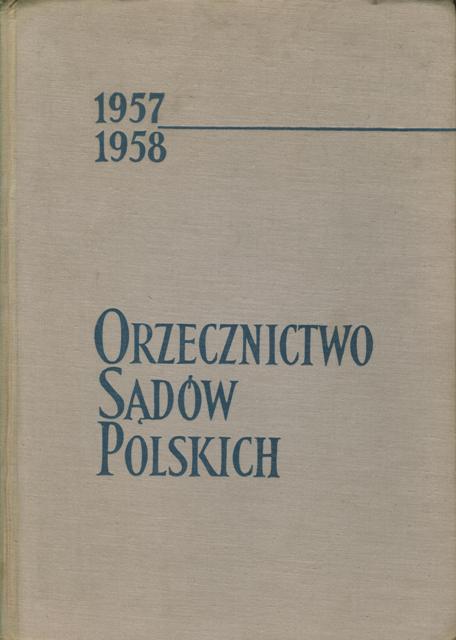 1957
1958
ORZECZNICTWO
SĄDÓW
POLSKICH